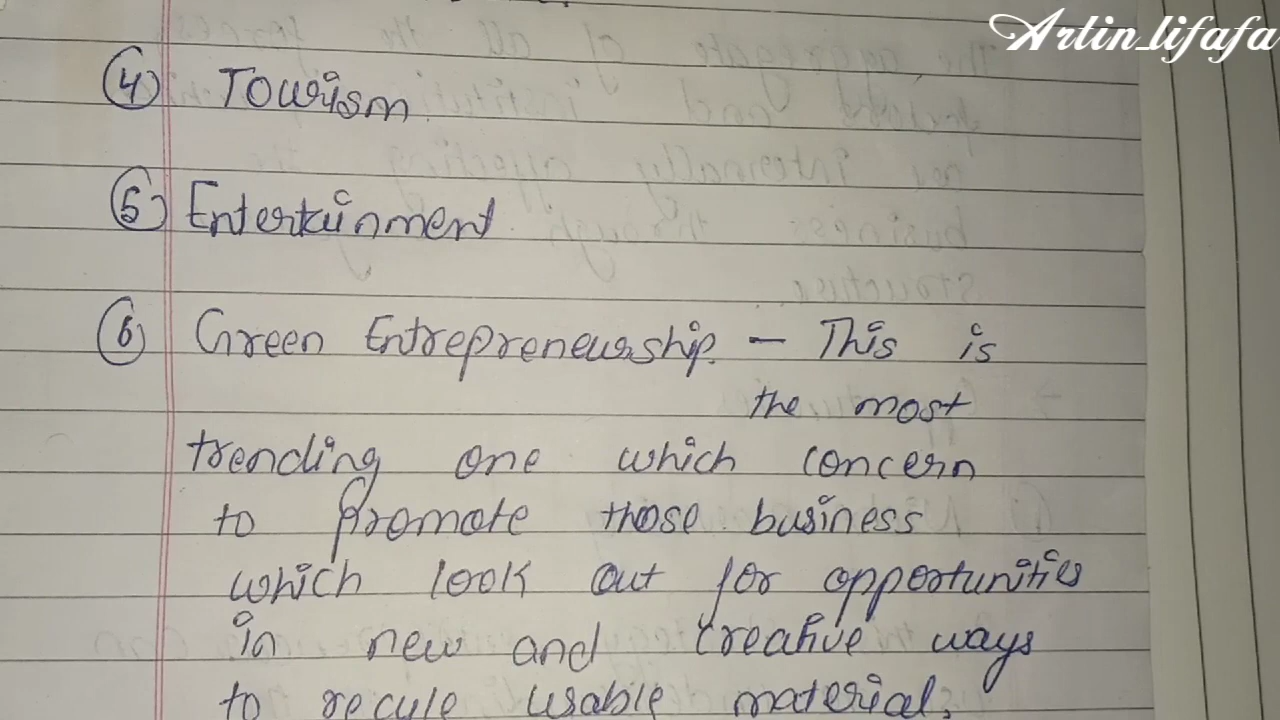 Artin_lifafa
④ Tourism
⑤ Entertainment
⑥ Green Entrepreneurship - This is
the most
trending one which concern
to promote those business
which look out for opportunities
in new and creative ways
to recule usable material,